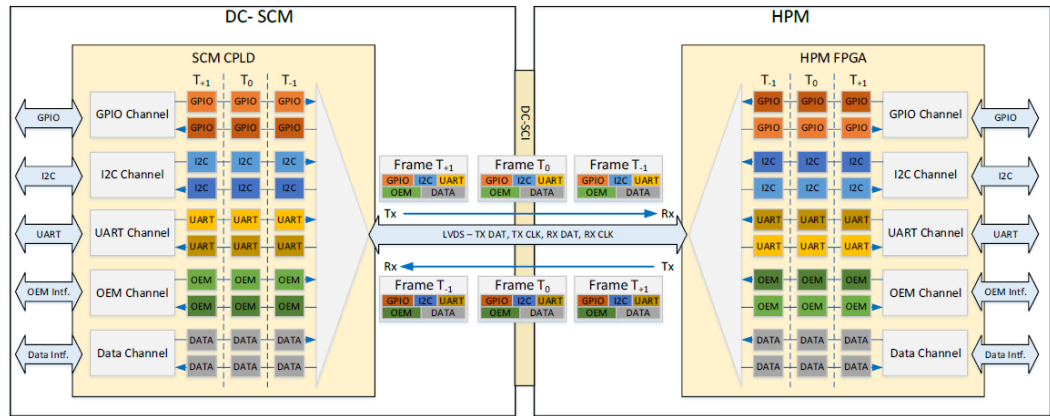 DC- SCM
HPM
SCM CPLD
HPM FPGA
T+1 T0 T-1
T-1 T0 T+1
GPIO
GPIO Channel
GPIO GPIO GPIO
GPIO GPIO GPIO
I2C
I2C Channel
I2C I2C I2C
I2C I2C I2C
UART
UART Channel
UART UART UART
UART UART UART
OEM Intf.
OEM Channel
OEM OEM OEM
OEM OEM OEM
Data Intf.
Data Channel
DATA DATA DATA
DATA DATA DATA
DC-SCI
Frame T+1
GPIO I2C UART
OEM DATA
Frame T0
GPIO I2C UART
OEM DATA
Frame T-1
GPIO I2C UART
OEM DATA
Tx Rx
LVDS – TX DAT, TX CLK, RX DAT, RX CLK
Rx Tx
Frame T-1
GPIO I2C UART
OEM DATA
Frame T0
GPIO I2C UART
OEM DATA
Frame T+1
GPIO I2C UART
OEM DATA
GPIO GPIO GPIO
GPIO GPIO GPIO
GPIO Channel
GPIO
I2C I2C I2C
I2C I2C I2C
I2C Channel
I2C
UART UART UART
UART UART UART
UART Channel
UART
OEM OEM OEM
OEM OEM OEM
OEM Channel
OEM Intf.
DATA DATA DATA
DATA DATA DATA
Data Channel
Data Intf.